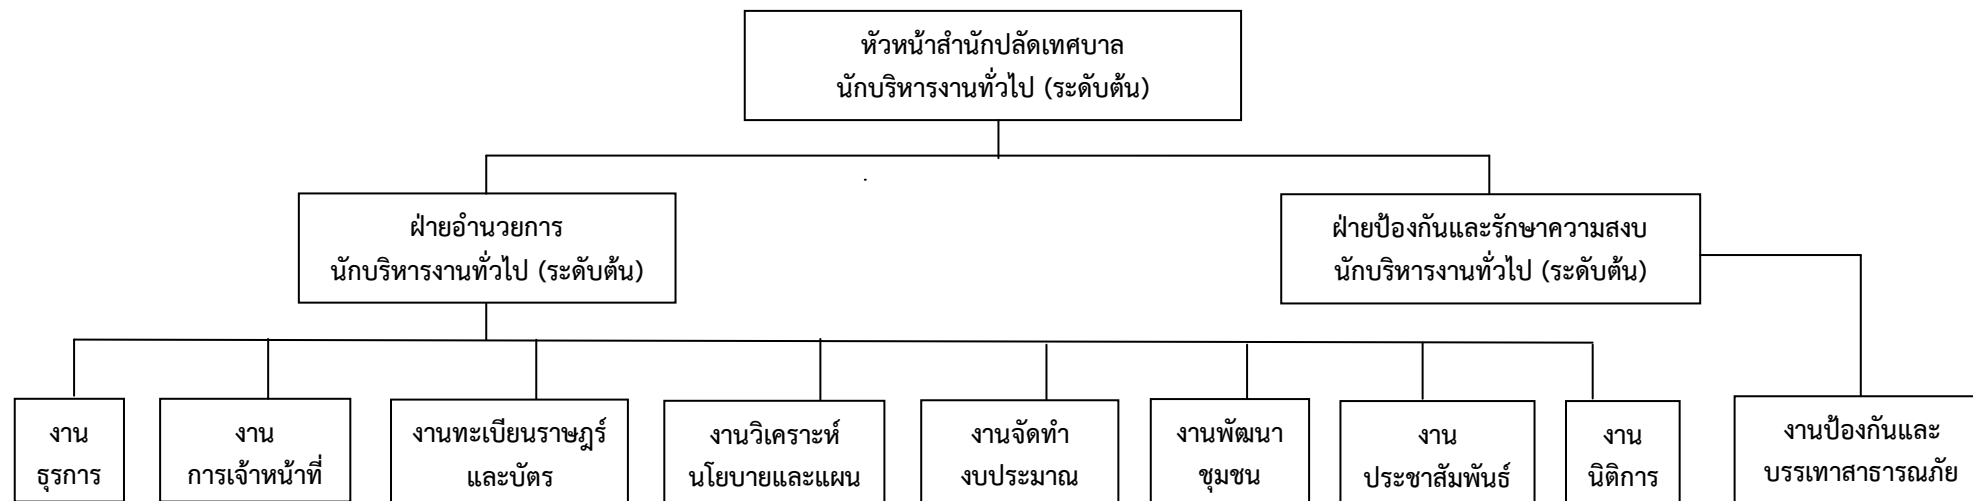 หัวหน้าสำนักปลัดเทศบาล
นักบริหารงานทั่วไป (ระดับต้น)
ฝ่ายอำนวยการ
นักบริหารงานทั่วไป (ระดับต้น)
ฝ่ายป้องกันและรักษาความสงบ
นักบริหารงานทั่วไป (ระดับต้น)
งาน
ธุรการ
งาน
การเจ้าหน้าที่
งานทะเบียนราษฎร์
และบัตร
งานวิเคราะห์
นโยบายและแผน
งานจัดทำ
งบประมาณ
งานพัฒนา
ชุมชน
งาน
ประชาสัมพันธ์
งาน
นิติการ
งานป้องกันและ
บรรเทาสาธารณภัย